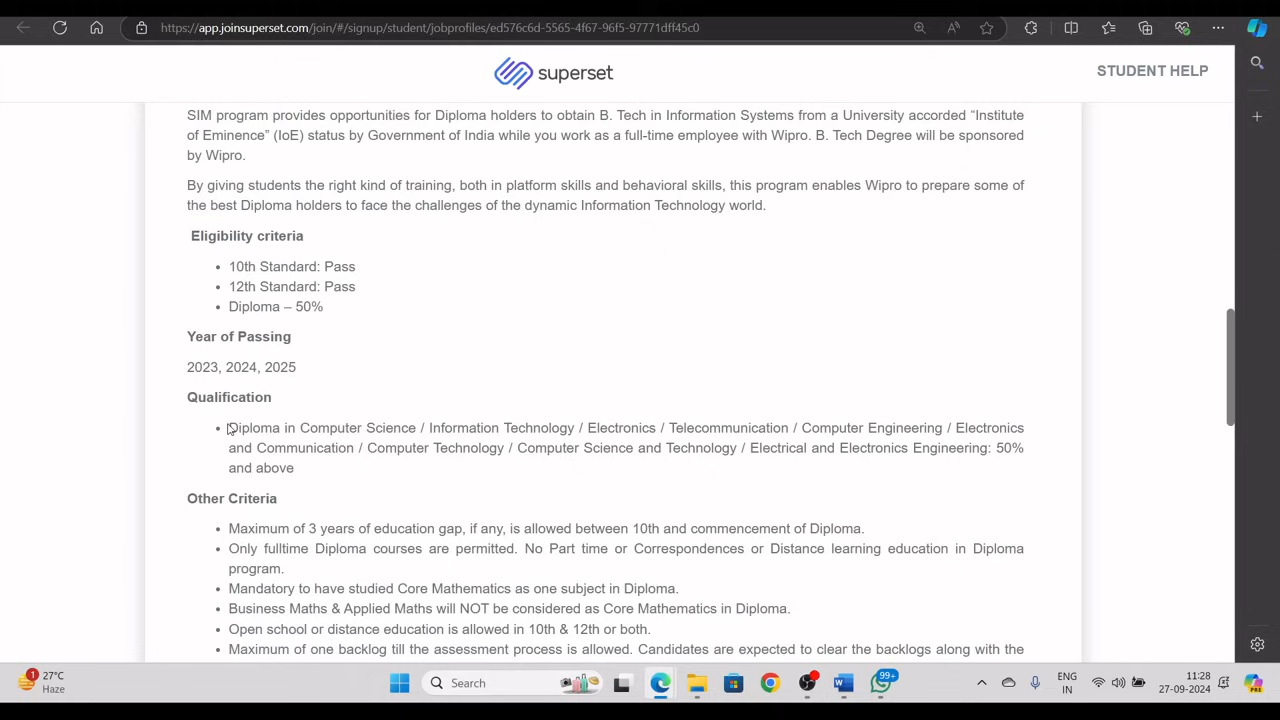 https://app.joinsuperset.com/join/#/signup/student/jobprofiles/ed576c6d-5565-4f67-96f5-97771dff45c0
superset
STUDENT HELP
SIM program provides opportunities for Diploma holders to obtain B. Tech in Information Systems from a University accorded “Institute
of Eminence” (IoE) status by Government of India while you work as a full-time employee with Wipro. B. Tech Degree will be sponsored
by Wipro.
By giving students the right kind of training, both in platform skills and behavioral skills, this program enables Wipro to prepare some of
the best Diploma holders to face the challenges of the dynamic Information Technology world.
Eligibility criteria
• 10th Standard: Pass
• 12th Standard: Pass
• Diploma – 50%
Year of Passing
2023, 2024, 2025
Qualification
• Diploma in Computer Science / Information Technology / Electronics / Telecommunication / Computer Engineering / Electronics
and Communication / Computer Technology / Computer Science and Technology / Electrical and Electronics Engineering: 50%
and above
Other Criteria
• Maximum of 3 years of education gap, if any, is allowed between 10th and commencement of Diploma.
• Only fulltime Diploma courses are permitted. No Part time or Correspondences or Distance learning education in Diploma
program.
• Mandatory to have studied Core Mathematics as one subject in Diploma.
• Business Maths & Applied Maths will NOT be considered as Core Mathematics in Diploma.
• Open school or distance education is allowed in 10th & 12th or both.
• Maximum of one backlog till the assessment process is allowed. Candidates are expected to clear the backlogs along with the
1
27°C
Haze
Search
99+
ENG
IN
11:28
27-09-2024
PRE